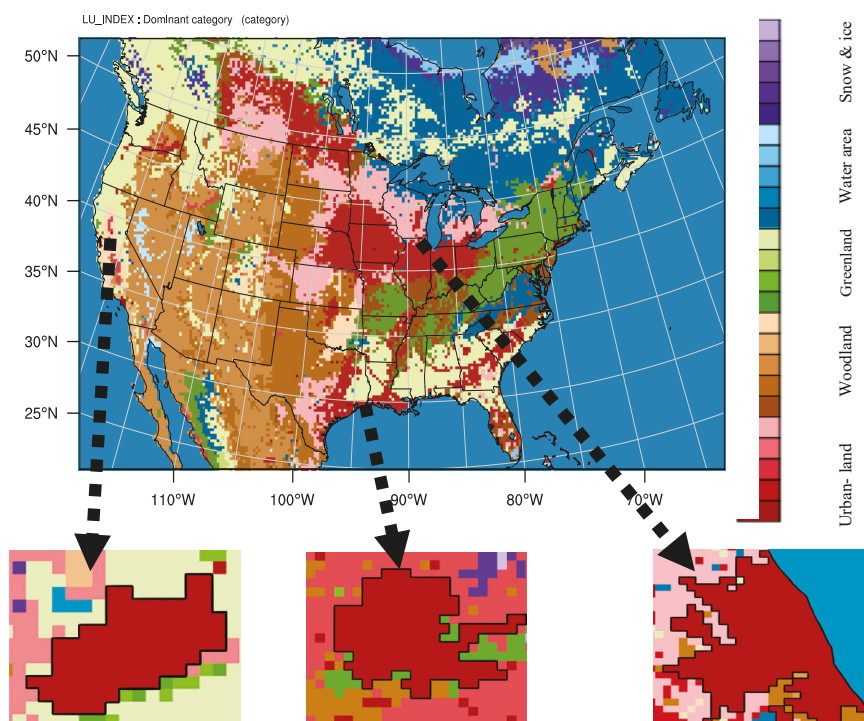 LU_INDEX : Dominant category (category)
50°N
45°N
40°N
35°N
30°N
25°N
110°W
100°W
90°W
80°W
70°W
Snow & ice
Water area
Greenland
Woodland
Urban- land